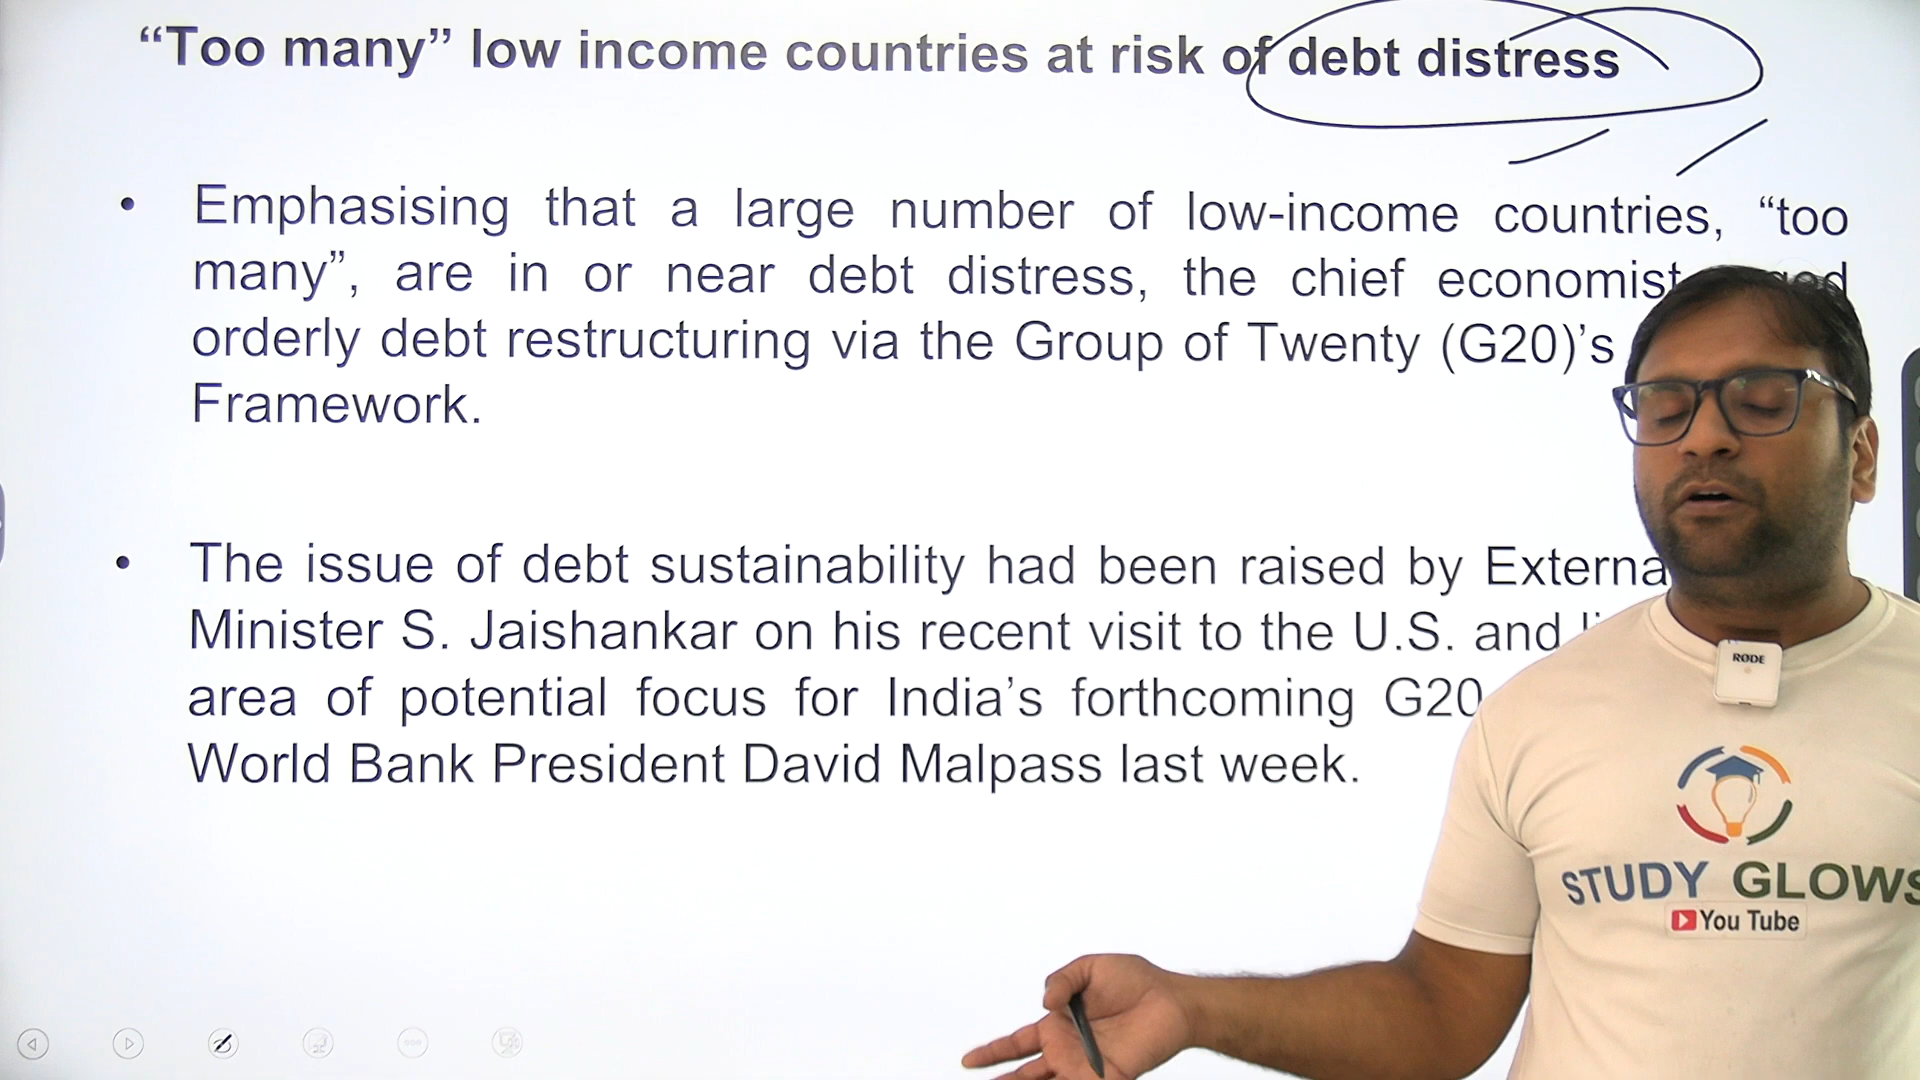 “Too many” low income countries at risk of debt distress
• Emphasising that a large number of low-income countries, “too
many”, are in or near debt distress, the chief economist
orderly debt restructuring via the Group of Twenty (G20)’s
Framework.
• The issue of debt sustainability had been raised by
Minister S. Jaishankar on his recent visit to the U.S. and
area of potential focus for India’s forthcoming G20
World Bank President David Malpass last week.
RØDE
STUDY GLOWS
You Tube